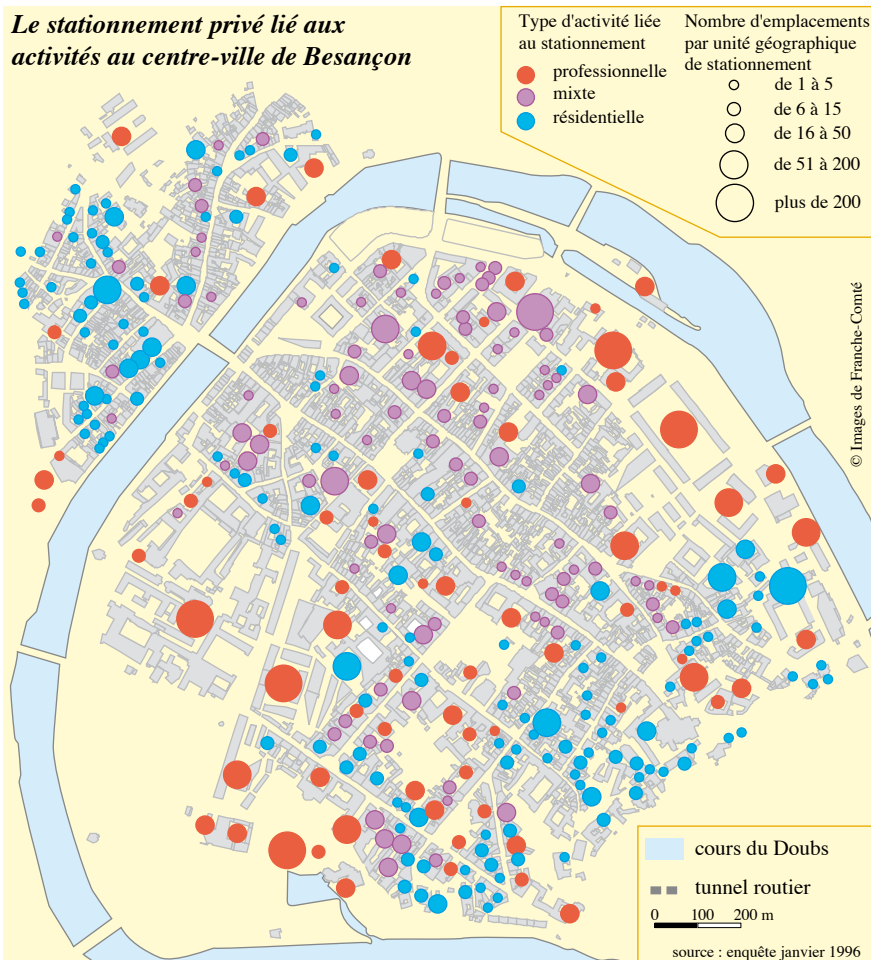 Le stationnement privé lié aux
activités au centre-ville de Besançon
Type d'activité liée
au stationnement
professionnelle
mixte
résidentielle
Nombre d'emplacements
par unité géographique
de stationnement
de 1 à 5
de 6 à 15
de 16 à 50
de 51 à 200
plus de 200
© Images de Franche-Comté
cours du Doubs
tunnel routier
0 100 200 m
source : enquête janvier 1996